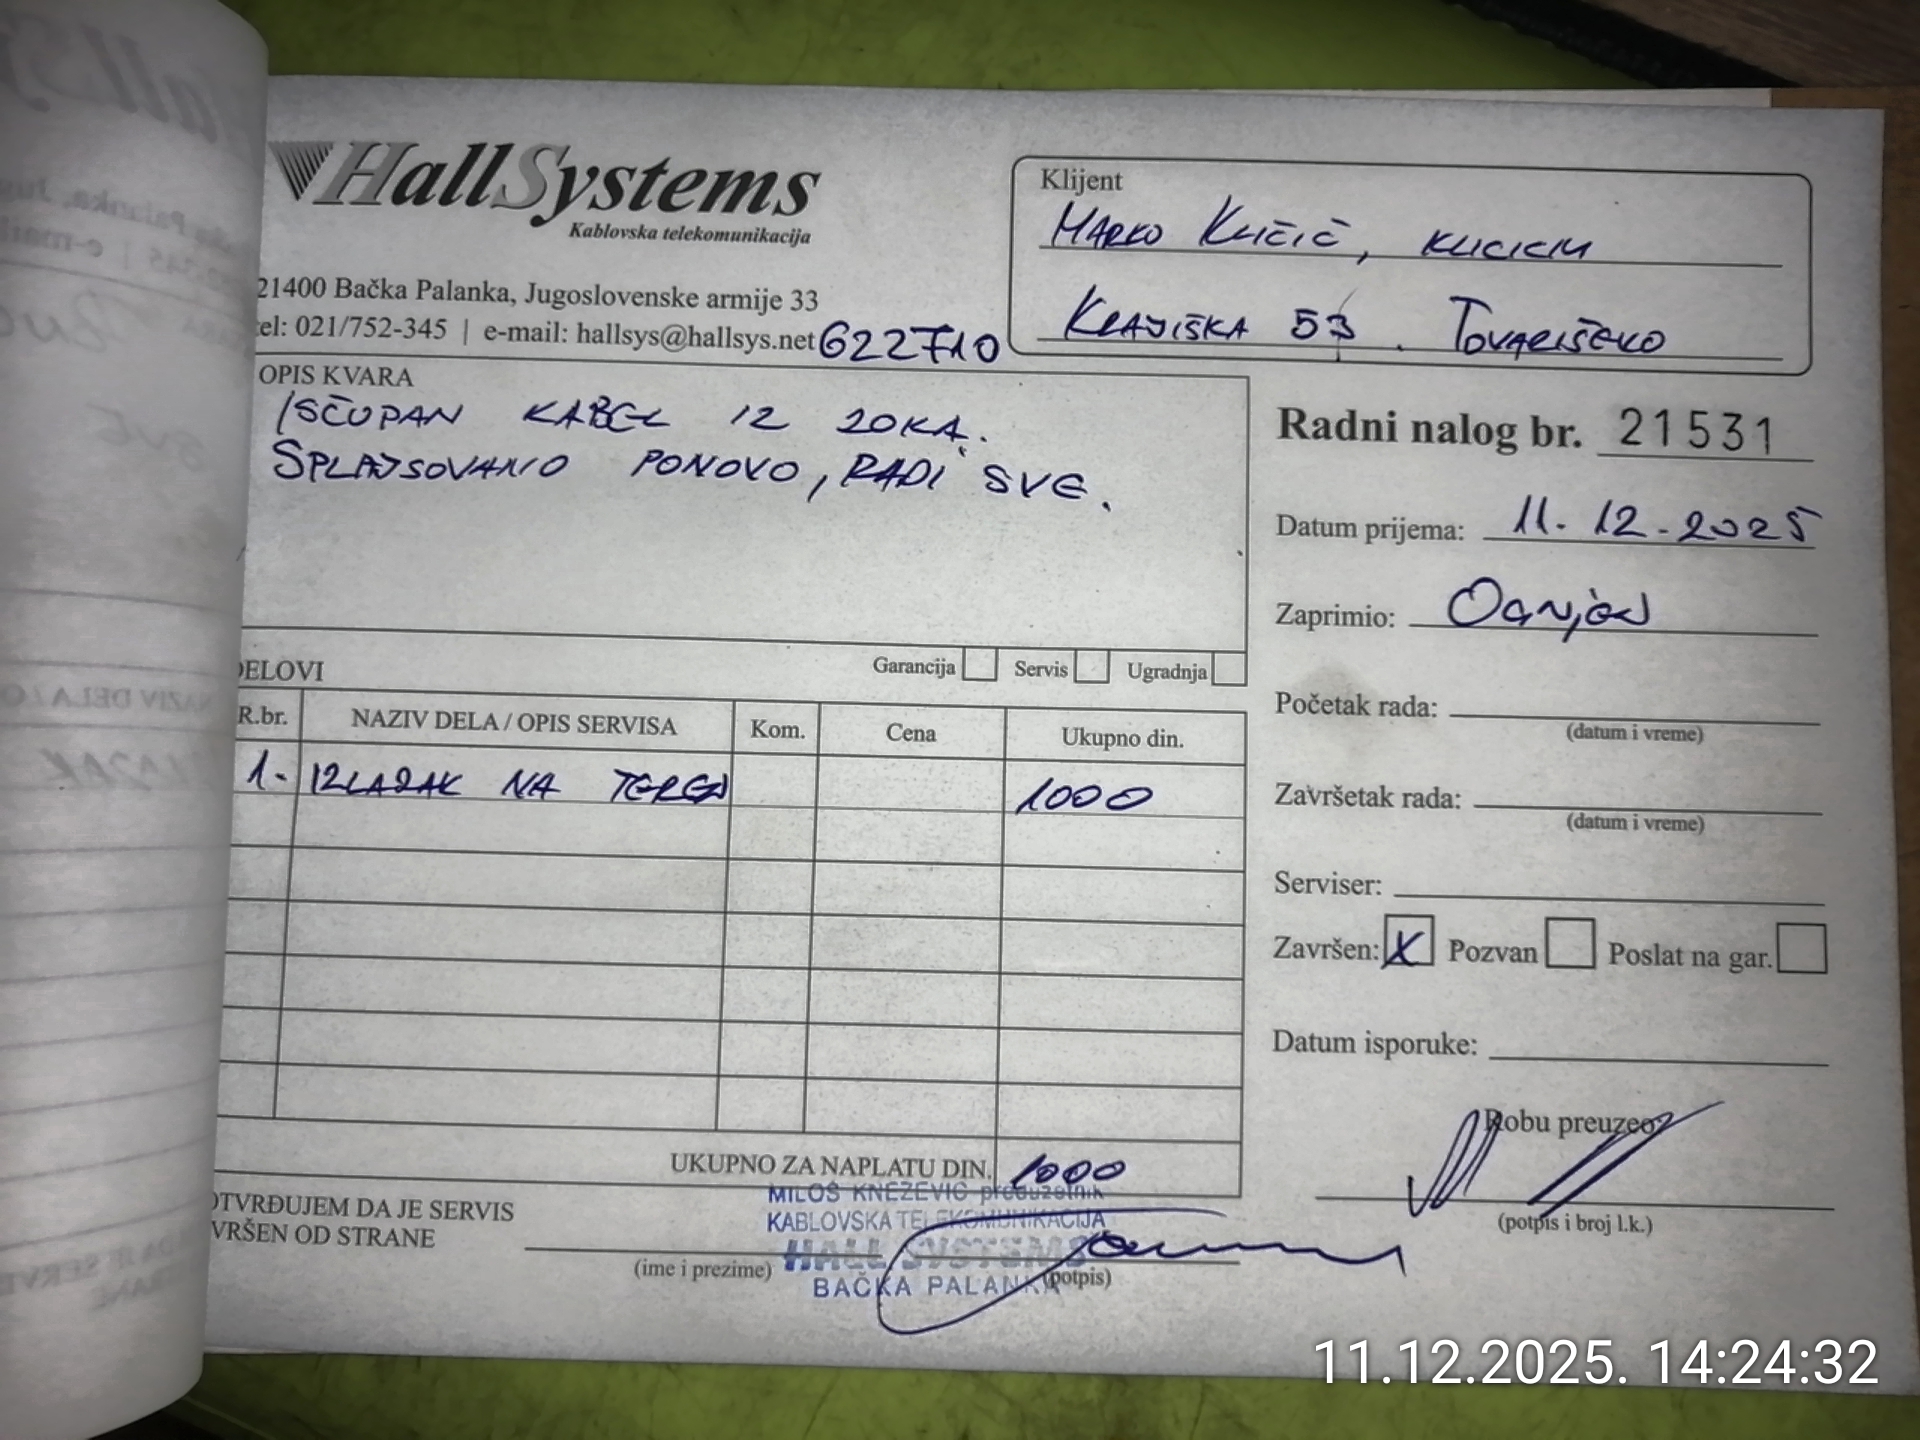 HallSystems
Kablovska telekomunikacija
21400 Bačka Palanka, Jugoslovenske armije 33
tel: 021/752-345 | e-mail: hallsys@hallsys.net 622710
Klijent
MARKO KLIČIĆ, KLICICM
KRAJIŠKA 53. TOVARIŠEVO
OPIS KVARA
IŠČUPAN KABEL IZ ZOKA.
SPLAJSOVANO PONOVO, RADI SVE.
Radni nalog br. 21531
Datum prijema: 11.12.2025
Zaprimio: OGNJEN
Početak rada:
(datum i vreme)
Završetak rada:
(datum i vreme)
Serviser:
Završen: X Pozvan Poslat na gar.
Datum isporuke:
Robu preuzeo
(potpis i broj l.k.)
DELOVI Garancija Servis Ugradnja
R.br. NAZIV DELA / OPIS SERVISA Kom. Cena Ukupno din.
1. IZLAZAK NA TEREN 1000
UKUPNO ZA NAPLATU DIN. 1000
OTVRĐUJEM DA JE SERVIS
VRŠEN OD STRANE
(ime i prezime) (potpis)
MILOŠ KNEŽEVIĆ preduzetnik
KABLOVSKA TELEKOMUNIKACIJA
HALL SYSTEMS
BAČKA PALANKA
11.12.2025. 14:24:32